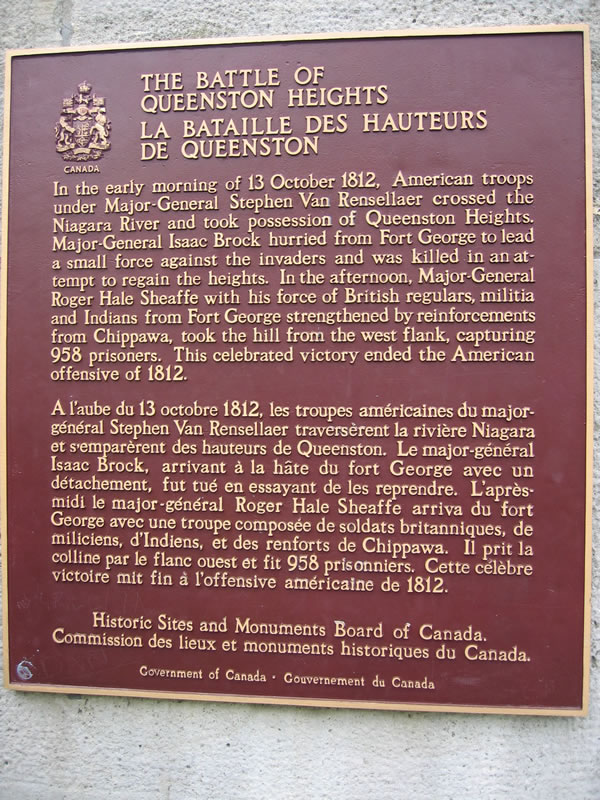 THE BATTLE OF
QUEENSTON HEIGHTS
LA BATAILLE DES HAUTEURS
DE QUEENSTON
CANADA
In the early morning of 13 October 1812, American troops
under Major-General Stephen Van Rensellaer crossed the
Niagara River and took possession of Queenston Heights.
Major-General Isaac Brock hurried from Fort George to lead
a small force against the invaders and was killed in an at-
tempt to regain the heights. In the afternoon, Major-General
Roger Hale Sheaffe with his force of British regulars, militia
and Indians from Fort George strengthened by reinforcements
from Chippawa, took the hill from the west flank, capturing
958 prisoners. This celebrated victory ended the American
offensive of 1812.
A l'aube du 13 octobre 1812, les troupes américaines du major-
général Stephen Van Rensellaer traversèrent la rivière Niagara
et s'emparèrent des hauteurs de Queenston. Le major-général
Isaac Brock, arrivant à la hâte du fort George avec un
détachement, fut tué en essayant de les reprendre. L'après-
midi le major-général Roger Hale Sheaffe arriva du fort
George avec une troupe composée de soldats britanniques, de
miliciens, d'Indiens, et des renforts de Chippawa. Il prit la
colline par le flanc ouest et fit 958 prisonniers. Cette célèbre
victoire mit fin à l'offensive américaine de 1812.
Historic Sites and Monuments Board of Canada.
Commission des lieux et monuments historiques du Canada.
Government of Canada · Gouvernement du Canada